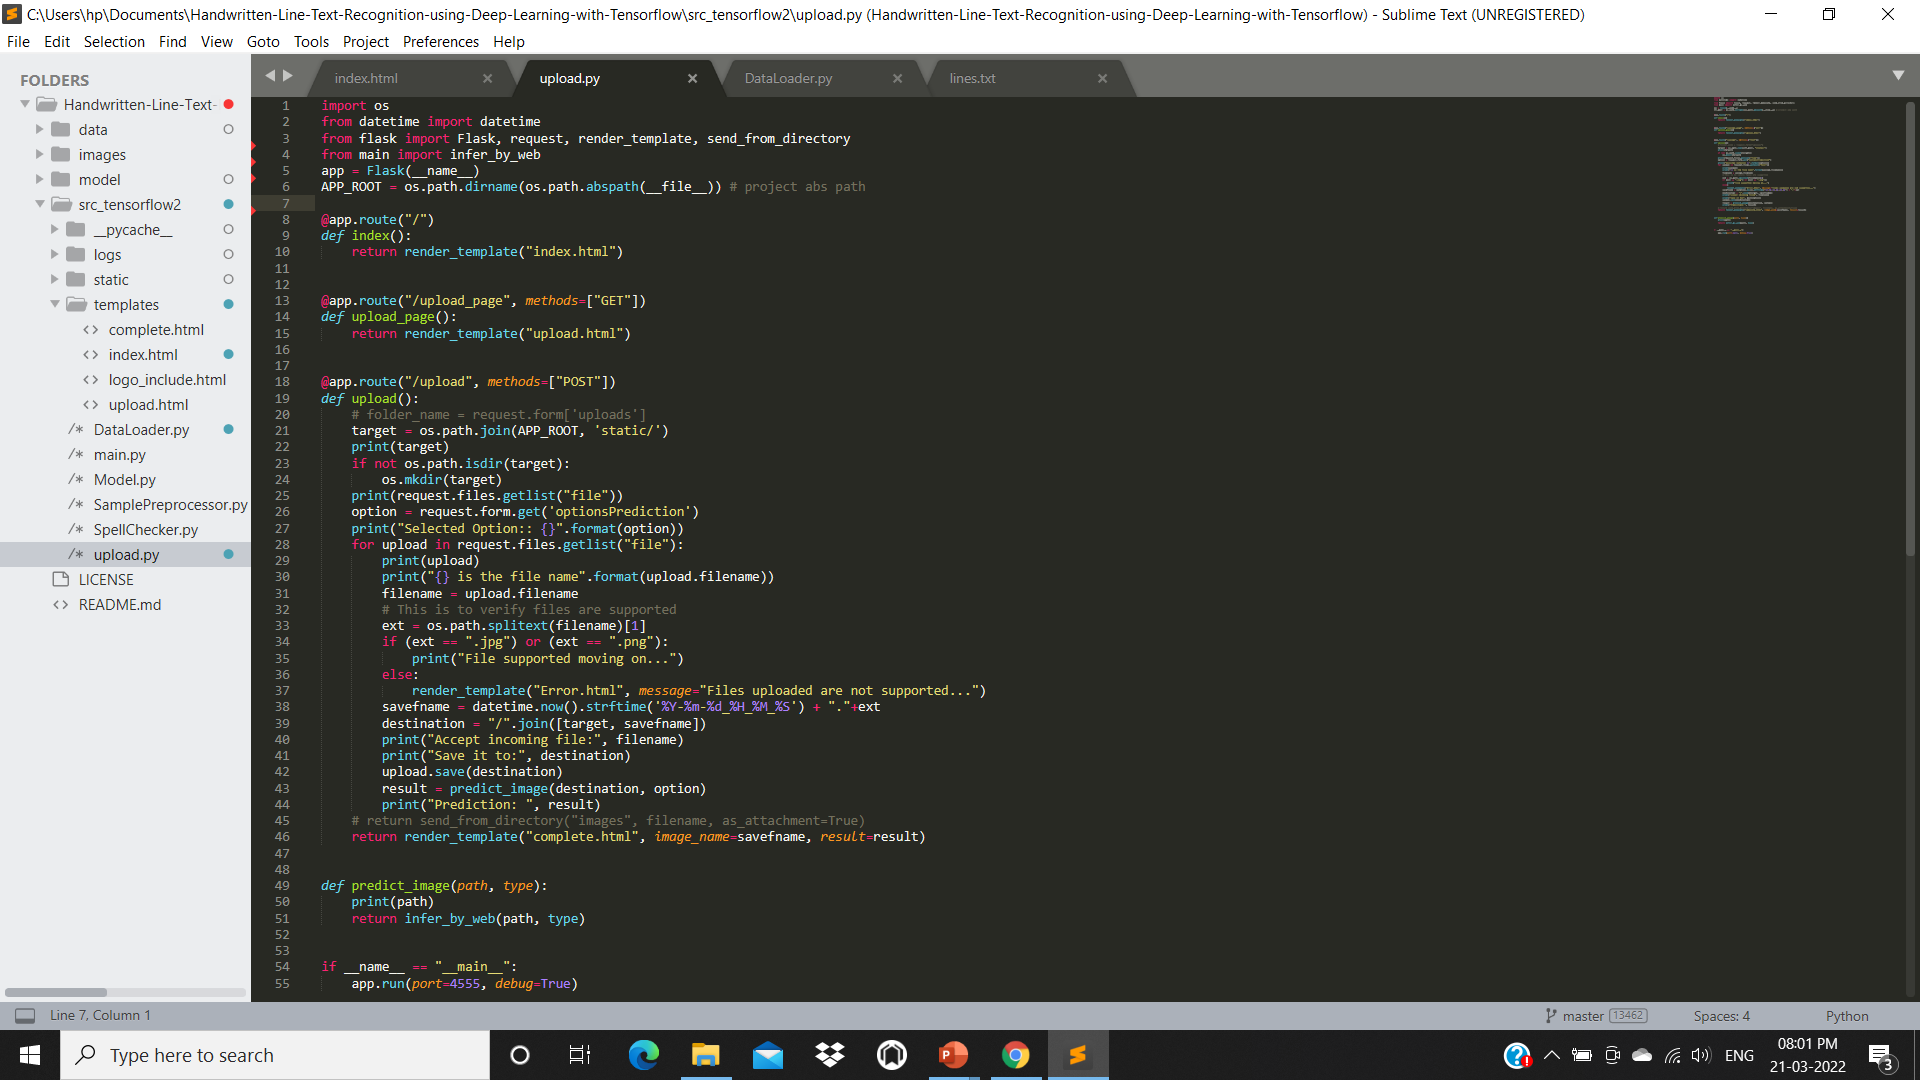 C:\Users\hp\Documents\Handwritten-Line-Text-Recognition-using-Deep-Learning-with-Tensorflow\src_tensorflow2\upload.py (Handwritten-Line-Text-Recognition-using-Deep-Learning-with-Tensorflow) - Sublime Text (UNREGISTERED)
File Edit Selection Find View Goto Tools Project Preferences Help
FOLDERS
Handwritten-Line-Text-
data
images
model
src_tensorflow2
__pycache__
logs
static
templates
<> complete.html
<> index.html
<> logo_include.html
<> upload.html
/* DataLoader.py
/* main.py
/* Model.py
/* SamplePreprocessor.py
/* SpellChecker.py
/* upload.py
LICENSE
<> README.md
index.html upload.py DataLoader.py lines.txt
1 import os
2 from datetime import datetime
3 from flask import Flask, request, render_template, send_from_directory
4 from main import infer_by_web
5 app = Flask(__name__)
6 APP_ROOT = os.path.dirname(os.path.abspath(__file__)) # project abs path
7
8 @app.route("/")
9 def index():
10     return render_template("index.html")
11
12
13 @app.route("/upload_page", methods=["GET"])
14 def upload_page():
15     return render_template("upload.html")
16
17
18 @app.route("/upload", methods=["POST"])
19 def upload():
20     # folder_name = request.form['uploads']
21     target = os.path.join(APP_ROOT, 'static/')
22     print(target)
23     if not os.path.isdir(target):
24         os.mkdir(target)
25     print(request.files.getlist("file"))
26     option = request.form.get('optionsPrediction')
27     print("Selected Option:: {}".format(option))
28     for upload in request.files.getlist("file"):
29         print(upload)
30         print("{} is the file name".format(upload.filename))
31         filename = upload.filename
32         # This is to verify files are supported
33         ext = os.path.splitext(filename)[1]
34         if (ext == ".jpg") or (ext == ".png"):
35             print("File supported moving on...")
36         else:
37             render_template("Error.html", message="Files uploaded are not supported...")
38         savefname = datetime.now().strftime('%Y-%m-%d_%H_%M_%S') + "."+ext
39         destination = "/".join([target, savefname])
40         print("Accept incoming file:", filename)
41         print("Save it to:", destination)
42         upload.save(destination)
43         result = predict_image(destination, option)
44         print("Prediction: ", result)
45     # return send_from_directory("images", filename, as_attachment=True)
46     return render_template("complete.html", image_name=savefname, result=result)
47
48
49 def predict_image(path, type):
50     print(path)
51     return infer_by_web(path, type)
52
53
54 if __name__ == "__main__":
55     app.run(port=4555, debug=True)
Line 7, Column 1 master 13462 Spaces: 4 Python
Type here to search
ENG
08:01 PM
21-03-2022
3